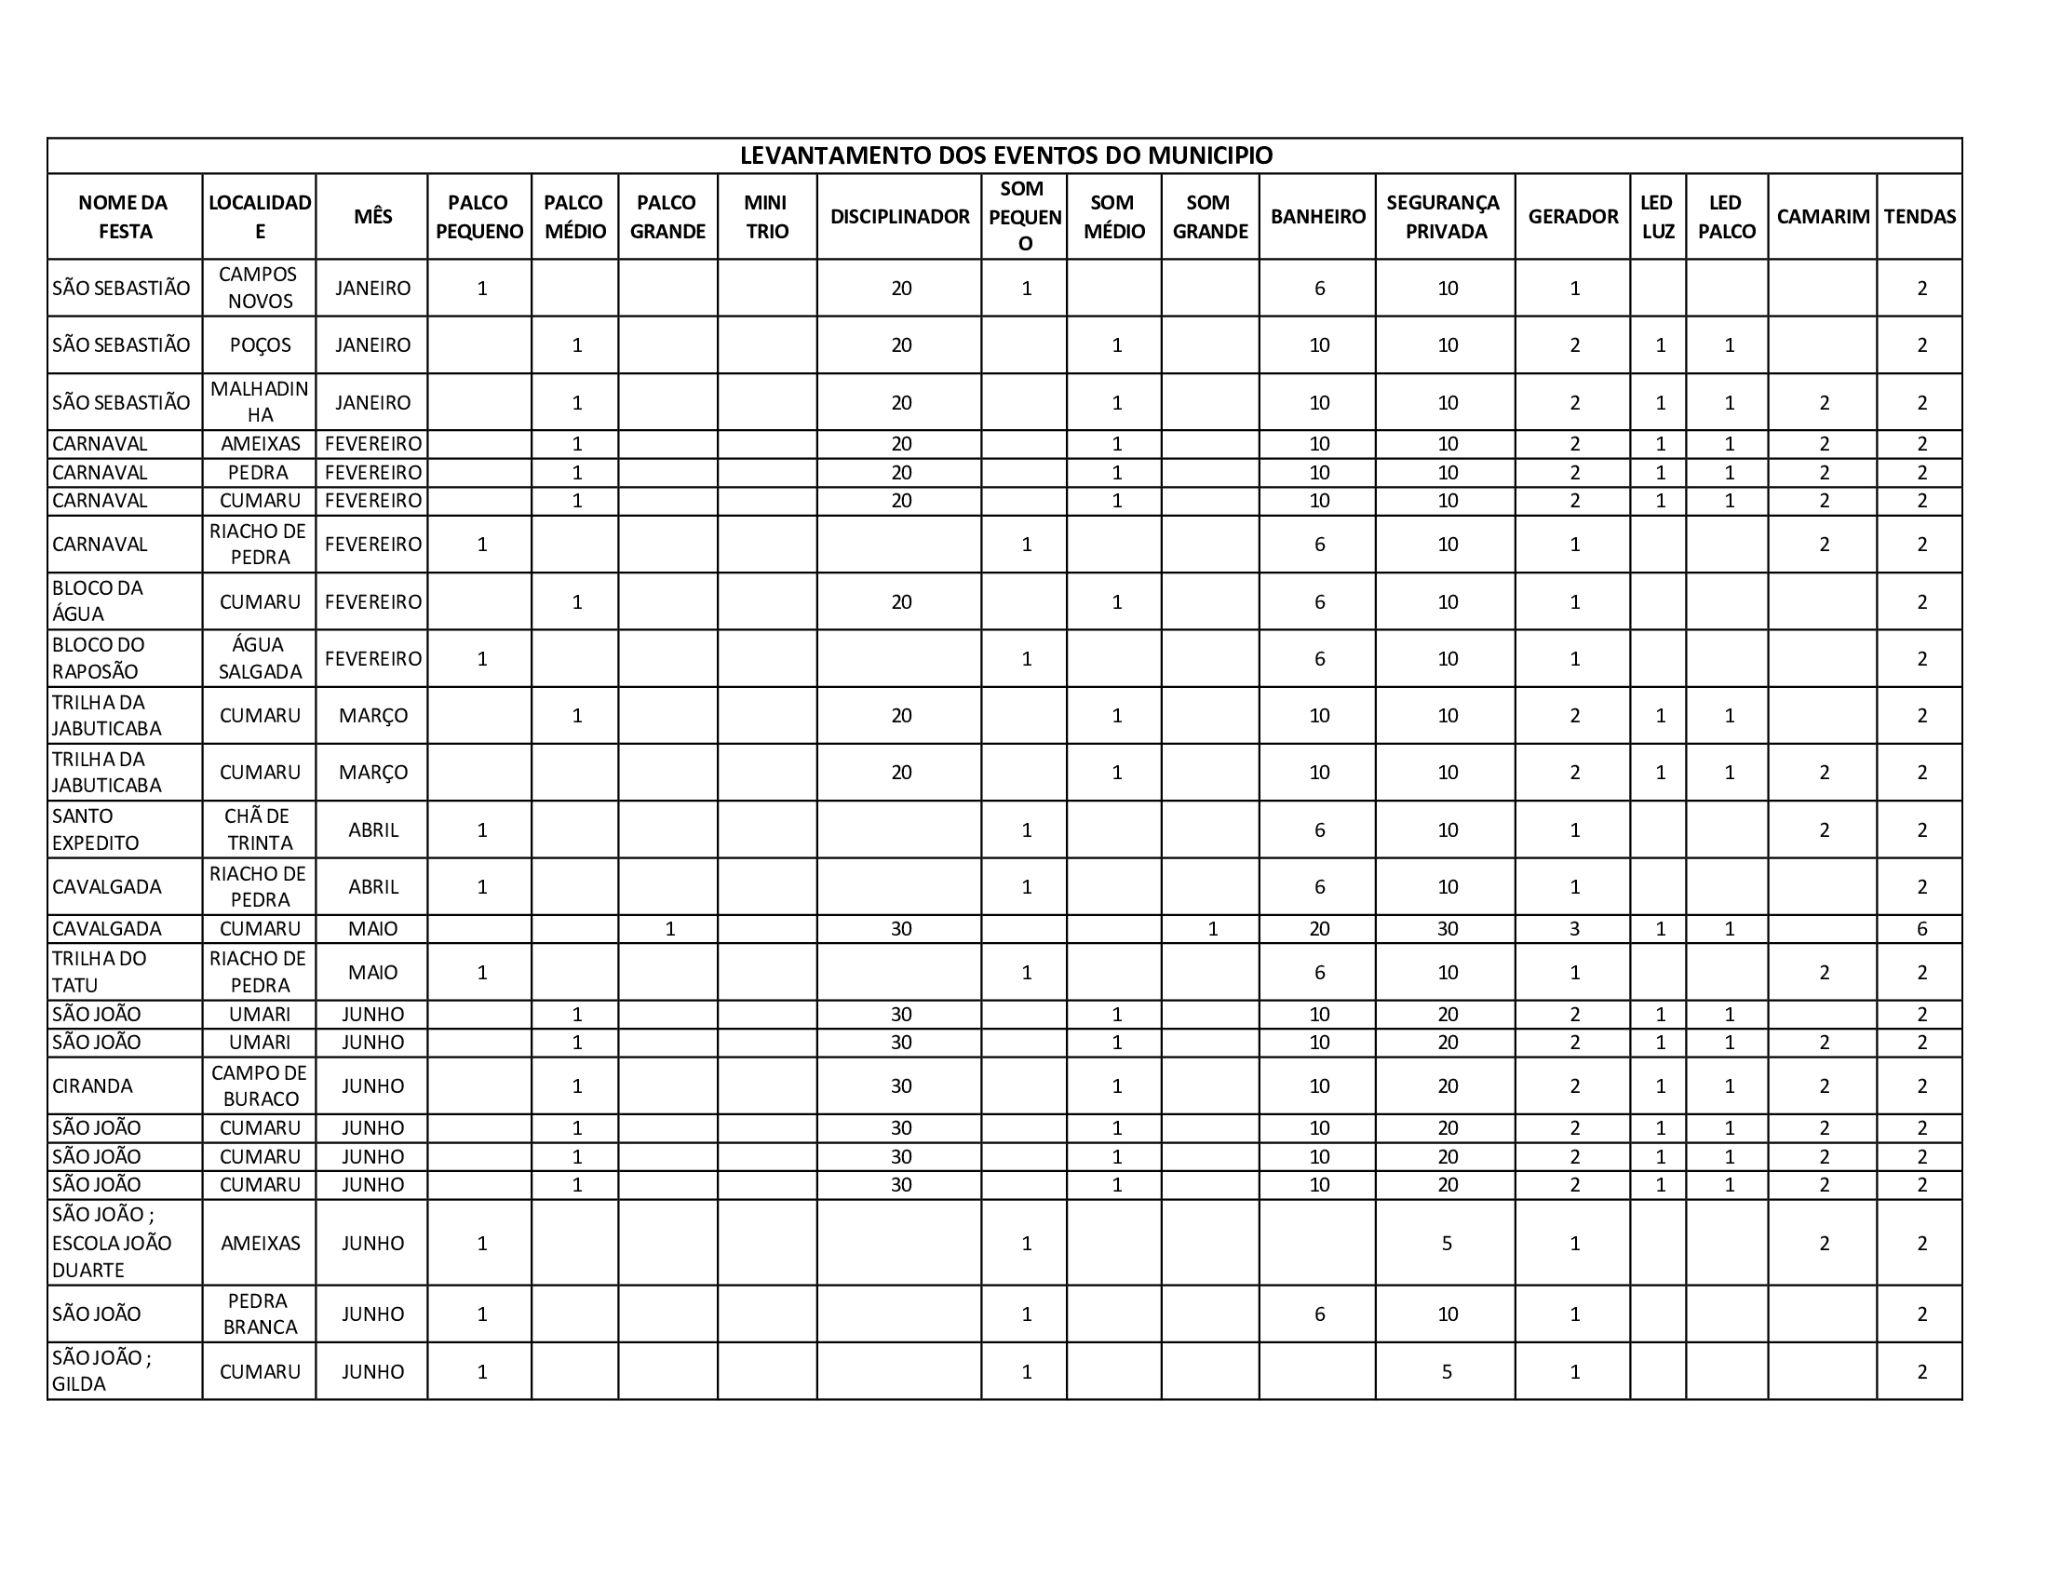 LEVANTAMENTO DOS EVENTOS DO MUNICIPIO
NOME DA FESTA LOCALIDADE MÊS PALCO PEQUENO PALCO MÉDIO PALCO GRANDE MINI TRIO DISCIPLINADOR SOM PEQUENO SOM MÉDIO SOM GRANDE BANHEIRO SEGURANÇA PRIVADA GERADOR LED LUZ LED PALCO CAMARIM TENDAS
SÃO SEBASTIÃO CAMPOS NOVOS JANEIRO 1 20 1 6 10 1 2
SÃO SEBASTIÃO POÇOS JANEIRO 1 20 1 10 10 2 1 1 2
SÃO SEBASTIÃO MALHADINHA JANEIRO 1 20 1 10 10 2 1 1 2 2
CARNAVAL AMEIXAS FEVEREIRO 1 20 1 10 10 2 1 1 2 2
CARNAVAL PEDRA FEVEREIRO 1 20 1 10 10 2 1 1 2 2
CARNAVAL CUMARU FEVEREIRO 1 20 1 10 10 2 1 1 2 2
CARNAVAL RIACHO DE PEDRA FEVEREIRO 1 1 6 10 1 2 2
BLOCO DA ÁGUA CUMARU FEVEREIRO 1 20 1 6 10 1 2
BLOCO DO RAPOSÃO ÁGUA SALGADA FEVEREIRO 1 1 6 10 1 2
TRILHA DA JABUTICABA CUMARU MARÇO 1 20 1 10 10 2 1 1 2
TRILHA DA JABUTICABA CUMARU MARÇO 20 1 10 10 2 1 1 2 2
SANTO EXPEDITO CHÃ DE TRINTA ABRIL 1 1 6 10 1 2 2
CAVALGADA RIACHO DE PEDRA ABRIL 1 1 6 10 1 2
CAVALGADA CUMARU MAIO 1 30 1 20 30 3 1 1 6
TRILHA DO TATU RIACHO DE PEDRA MAIO 1 1 6 10 1 2 2
SÃO JOÃO UMARI JUNHO 1 30 1 10 20 2 1 1 2
SÃO JOÃO UMARI JUNHO 1 30 1 10 20 2 1 1 2 2
CIRANDA CAMPO DE BURACO JUNHO 1 30 1 10 20 2 1 1 2 2
SÃO JOÃO CUMARU JUNHO 1 30 1 10 20 2 1 1 2 2
SÃO JOÃO CUMARU JUNHO 1 30 1 10 20 2 1 1 2 2
SÃO JOÃO CUMARU JUNHO 1 30 1 10 20 2 1 1 2 2
SÃO JOÃO ; ESCOLA JOÃO DUARTE AMEIXAS JUNHO 1 1 5 1 2 2
SÃO JOÃO PEDRA BRANCA JUNHO 1 1 6 10 1 2
SÃO JOÃO ; GILDA CUMARU JUNHO 1 1 5 1 2